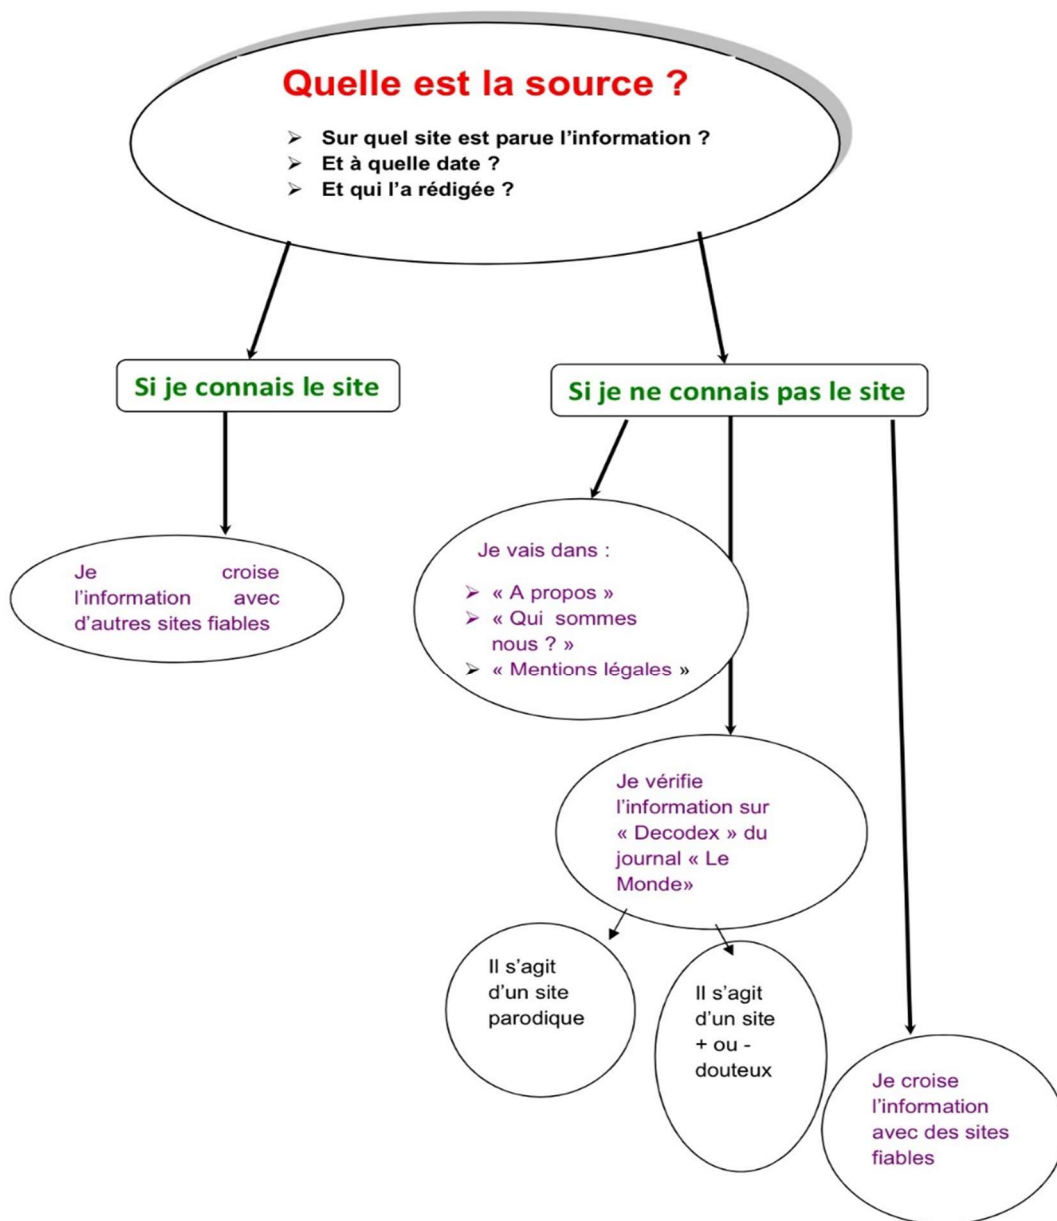 Quelle est la source ?
➢ Sur quel site est parue l’information ?
➢ Et à quelle date ?
➢ Et qui l’a rédigée ?
Si je connais le site
Si je ne connais pas le site
Je croise
l’information avec
d’autres sites fiables
Je vais dans :
➢ « A propos »
➢ « Qui sommes
nous ? »
➢ « Mentions légales »
Je vérifie
l’information sur
« Decodex » du
journal « Le
Monde»
Il s’agit
d’un site
parodique
Il s’agit
d’un site
+ ou -
douteux
Je croise
l’information
avec des sites
fiables